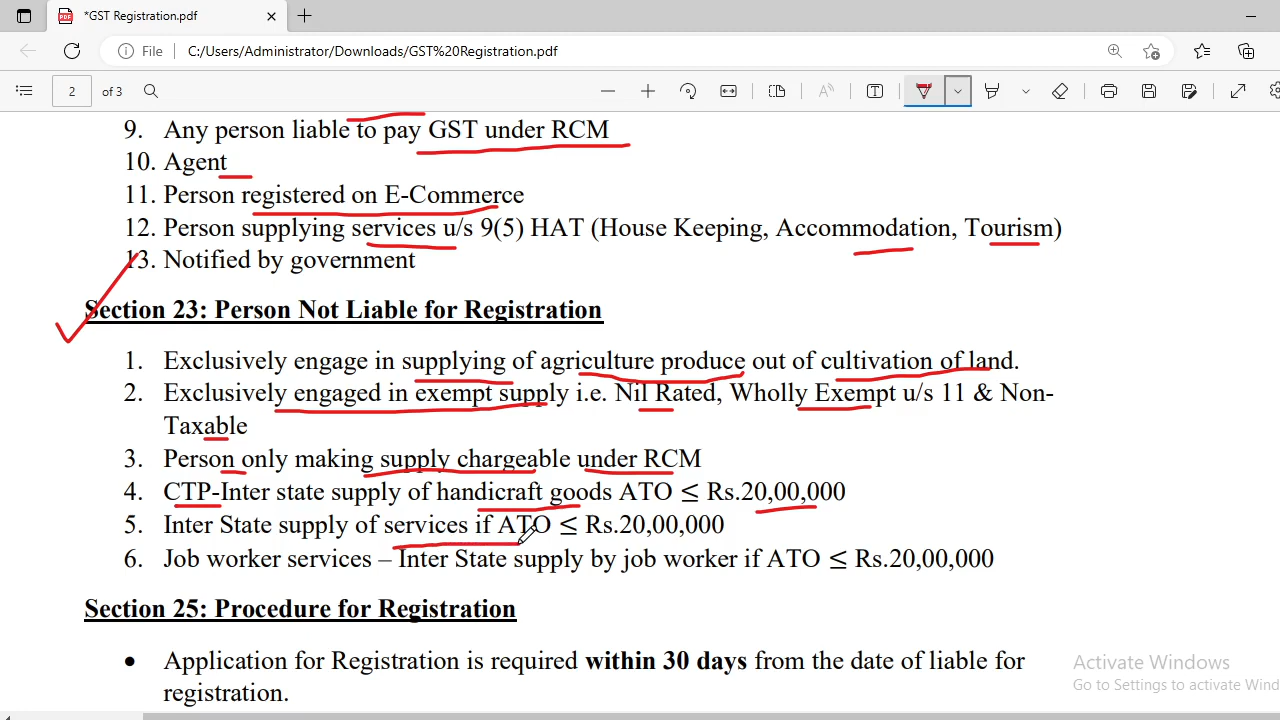 *GST Registration.pdf
File C:/Users/Administrator/Downloads/GST%20Registration.pdf
2 of 3
9. Any person liable to pay GST under RCM
10. Agent
11. Person registered on E-Commerce
12. Person supplying services u/s 9(5) HAT (House Keeping, Accommodation, Tourism)
13. Notified by government
Section 23: Person Not Liable for Registration
1. Exclusively engage in supplying of agriculture produce out of cultivation of land.
2. Exclusively engaged in exempt supply i.e. Nil Rated, Wholly Exempt u/s 11 & Non-
Taxable
3. Person only making supply chargeable under RCM
4. CTP-Inter state supply of handicraft goods ATO ≤ Rs.20,00,000
5. Inter State supply of services if ATO ≤ Rs.20,00,000
6. Job worker services – Inter State supply by job worker if ATO ≤ Rs.20,00,000
Section 25: Procedure for Registration
• Application for Registration is required within 30 days from the date of liable for
registration.
Activate Windows
Go to Settings to activate Wind